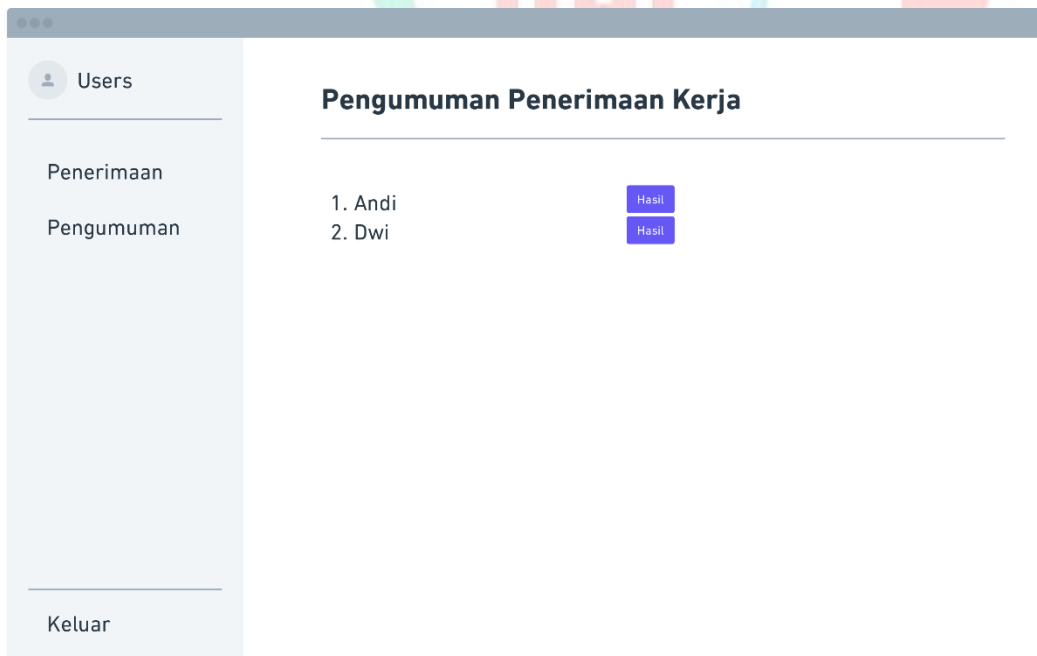 Users
Penerimaan
Pengumuman
Keluar
Pengumuman Penerimaan Kerja
1. Andi Hasil
2. Dwi Hasil